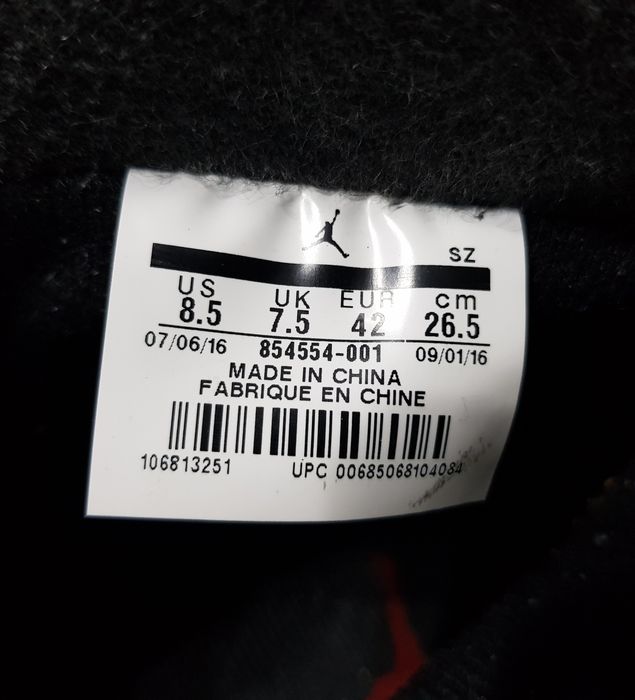 SZ
US UK EUR cm
8.5 7.5 42 26.5
07/06/16 854554-001 09/01/16
MADE IN CHINA
FABRIQUE EN CHINE
106813251 UPC 00685068104084